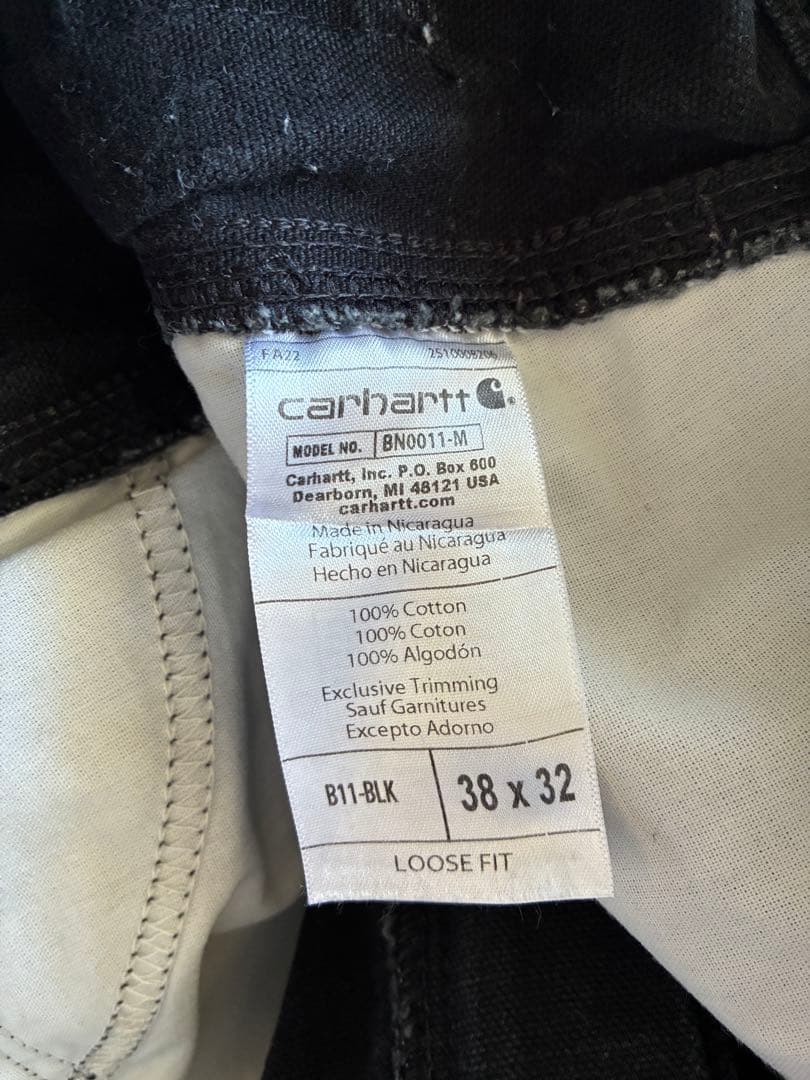 FA22 2510008206
carhartt
MODEL NO. BN0011-M
Carhartt, Inc. P.O. Box 600
Dearborn, MI 48121 USA
carhartt.com
Made in Nicaragua
Fabriqué au Nicaragua
Hecho en Nicaragua
100% Cotton
100% Coton
100% Algodón
Exclusive Trimming
Sauf Garnitures
Excepto Adorno
B11-BLK 38 x 32
LOOSE FIT